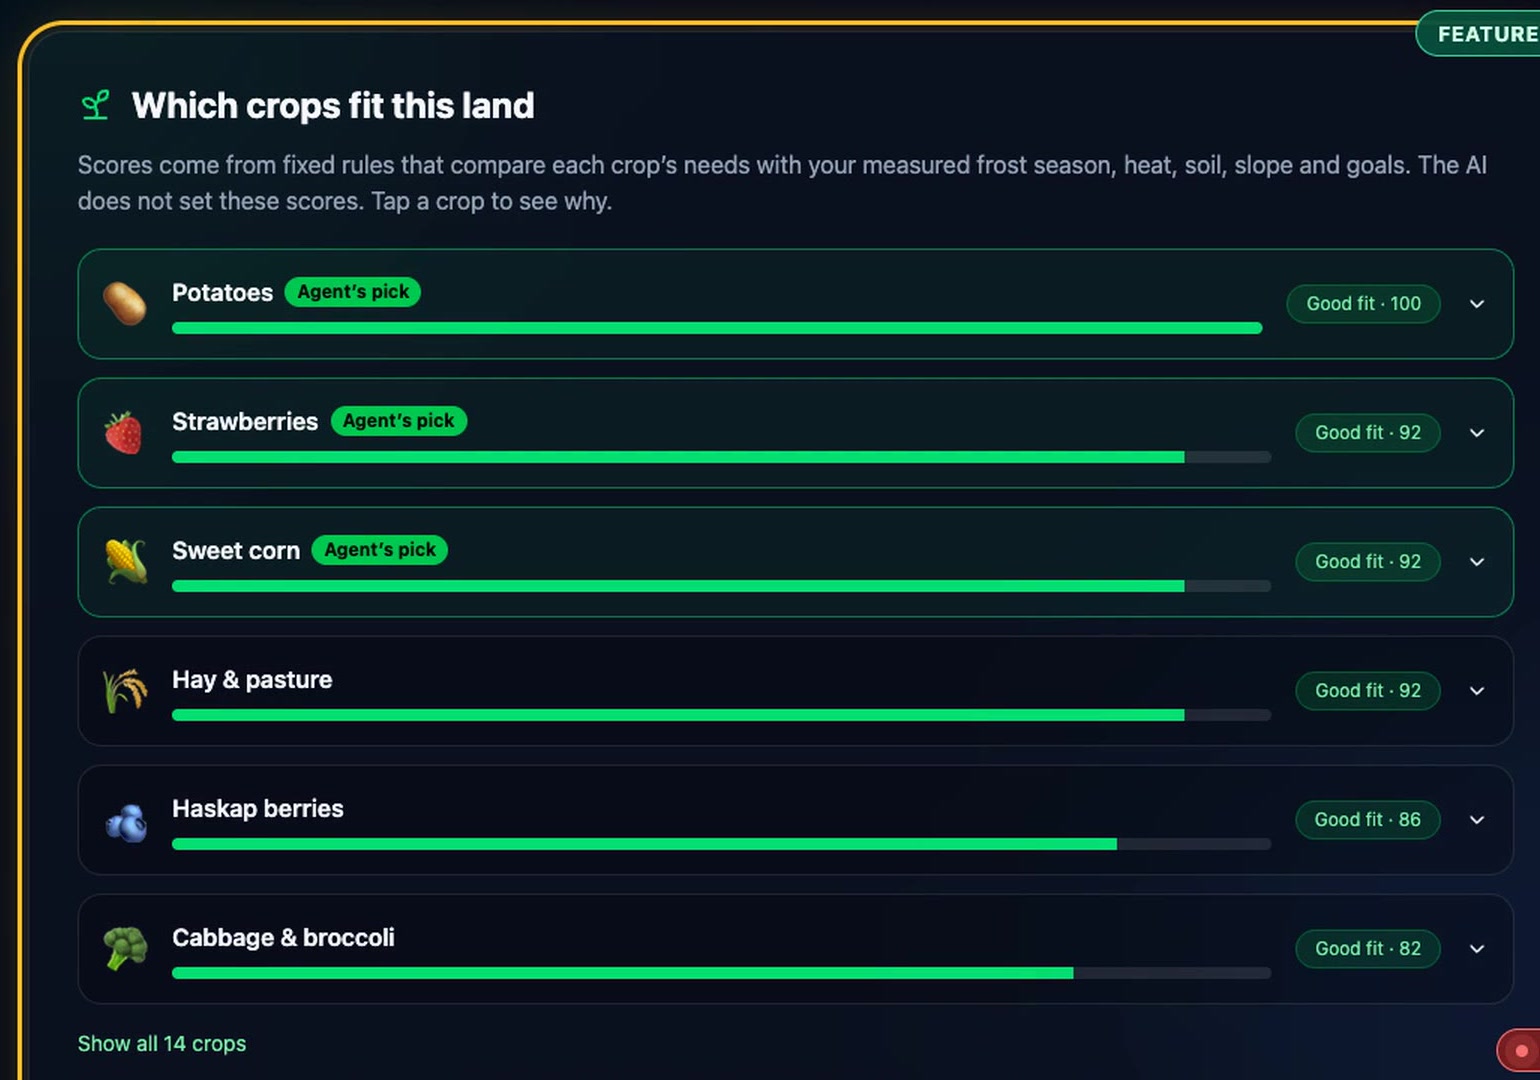 FEATURE
Which crops fit this land
Scores come from fixed rules that compare each crop’s needs with your measured frost season, heat, soil, slope and goals. The AI
does not set these scores. Tap a crop to see why.
Potatoes Agent’s pick Good fit · 100
Strawberries Agent’s pick Good fit · 92
Sweet corn Agent’s pick Good fit · 92
Hay & pasture Good fit · 92
Haskap berries Good fit · 86
Cabbage & broccoli Good fit · 82
Show all 14 crops